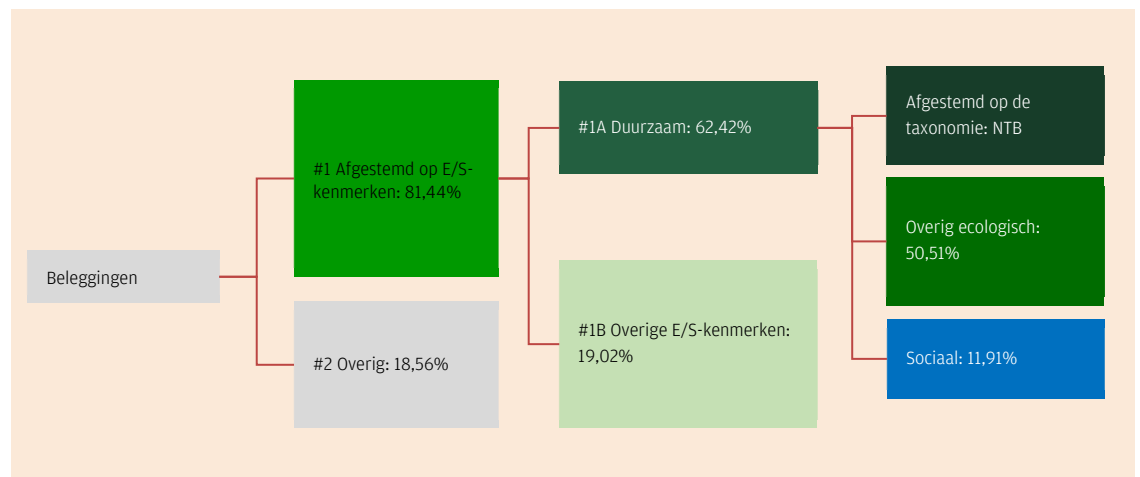 Beleggingen
#1 Afgestemd op E/S-
kenmerken: 81,44%
#2 Overig: 18,56%
#1A Duurzaam: 62,42%
#1B Overige E/S-kenmerken:
19,02%
Afgestemd op de
taxonomie: NTB
Overig ecologisch:
50,51%
Sociaal: 11,91%